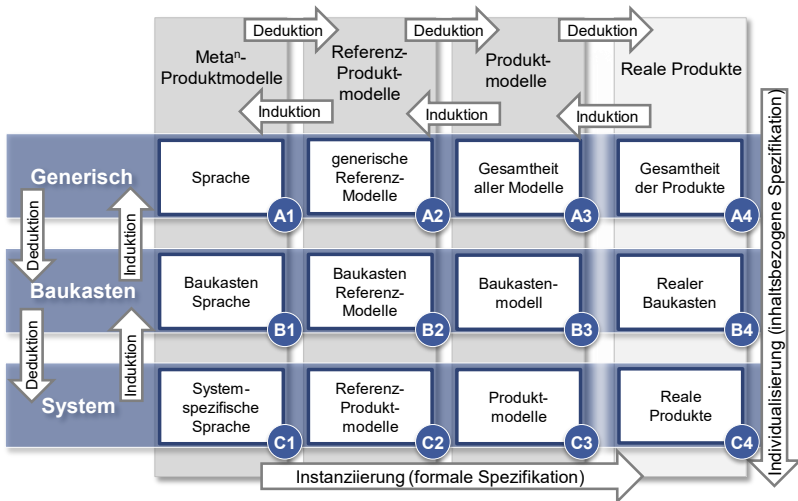 Deduktion
Deduktion
Deduktion
Metaⁿ-
Produktmodelle
Referenz-
Produkt-
modelle
Produkt-
modelle
Reale Produkte
Induktion
Induktion
Induktion
Generisch
Sprache
A1
generische
Referenz-
Modelle
A2
Gesamtheit
aller Modelle
A3
Gesamtheit
der Produkte
A4
Deduktion
Induktion
Baukasten
Baukasten
Sprache
B1
Baukasten
Referenz-
Modelle
B2
Baukasten-
modell
B3
Realer
Baukasten
B4
Deduktion
Induktion
System
System-
spezifische
Sprache
C1
Referenz-
Produkt-
modelle
C2
Produkt-
modelle
C3
Reale
Produkte
C4
Instanziierung (formale Spezifikation)
Individualisierung (inhaltsbezogene Spezifikation)